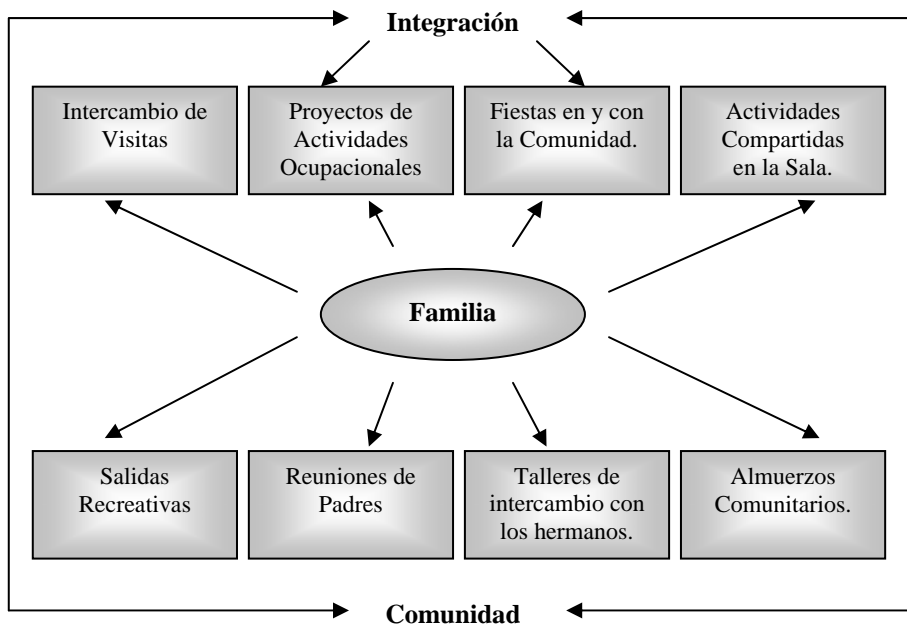 Integración
Intercambio de
Visitas
Proyectos de
Actividades
Ocupacionales
Fiestas en y con
la Comunidad.
Actividades
Compartidas
en la Sala.
Familia
Salidas
Recreativas
Reuniones de
Padres
Talleres de
intercambio con
los hermanos.
Almuerzos
Comunitarios.
Comunidad